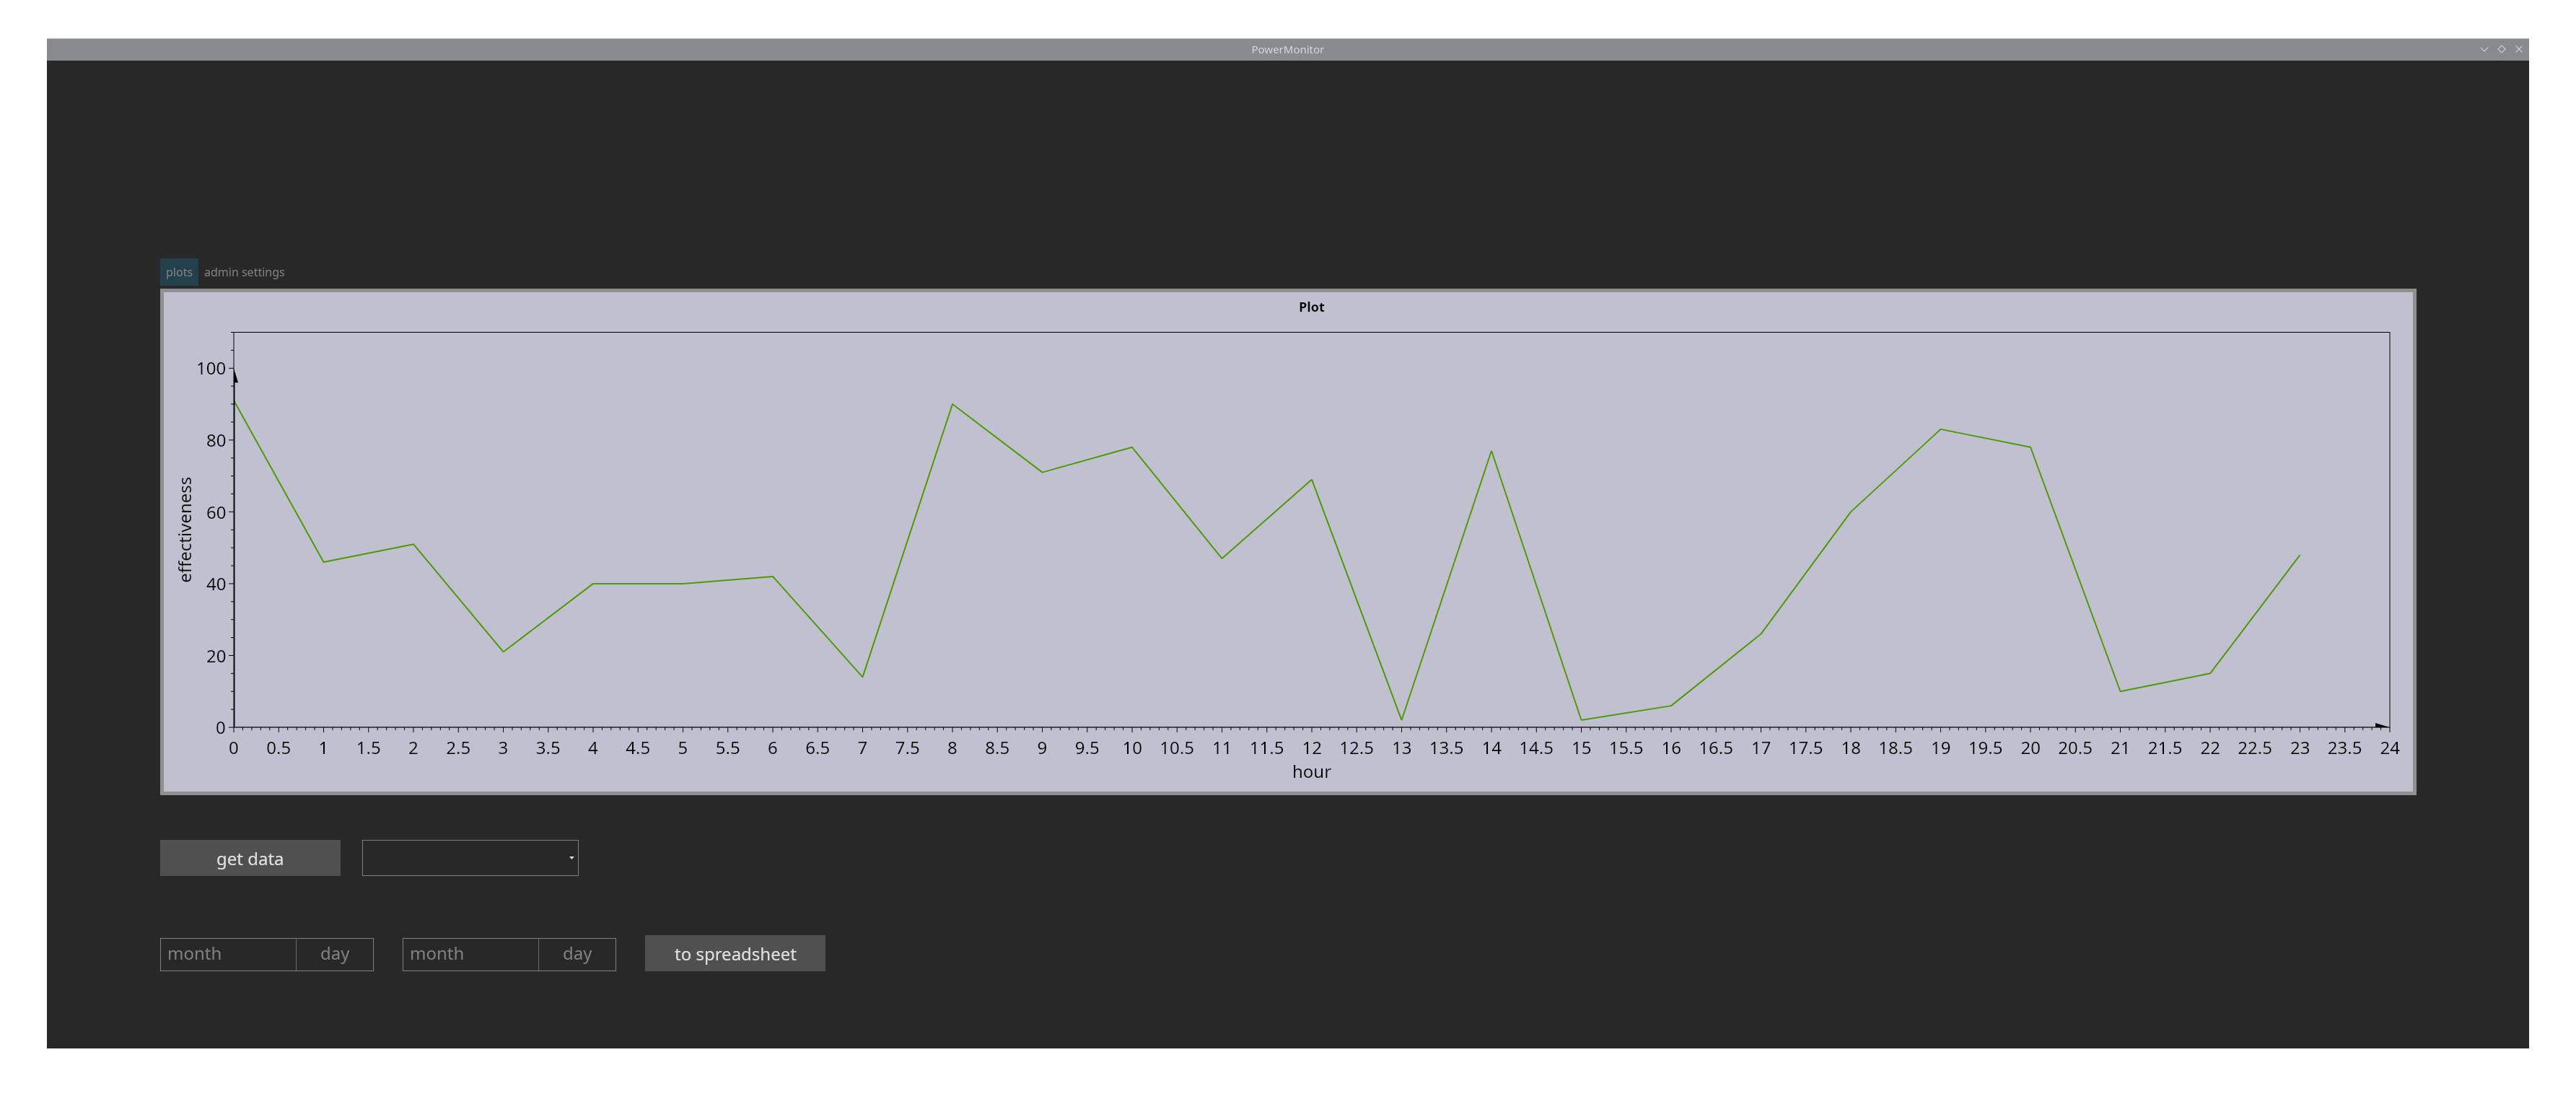 PowerMonitor
plots admin settings
Plot
100
80
60
40
20
0
effectiveness
0 0.5 1 1.5 2 2.5 3 3.5 4 4.5 5 5.5 6 6.5 7 7.5 8 8.5 9 9.5 10 10.5 11 11.5 12 12.5 13 13.5 14 14.5 15 15.5 16 16.5 17 17.5 18 18.5 19 19.5 20 20.5 21 21.5 22 22.5 23 23.5 24
hour
get data
month day month day to spreadsheet